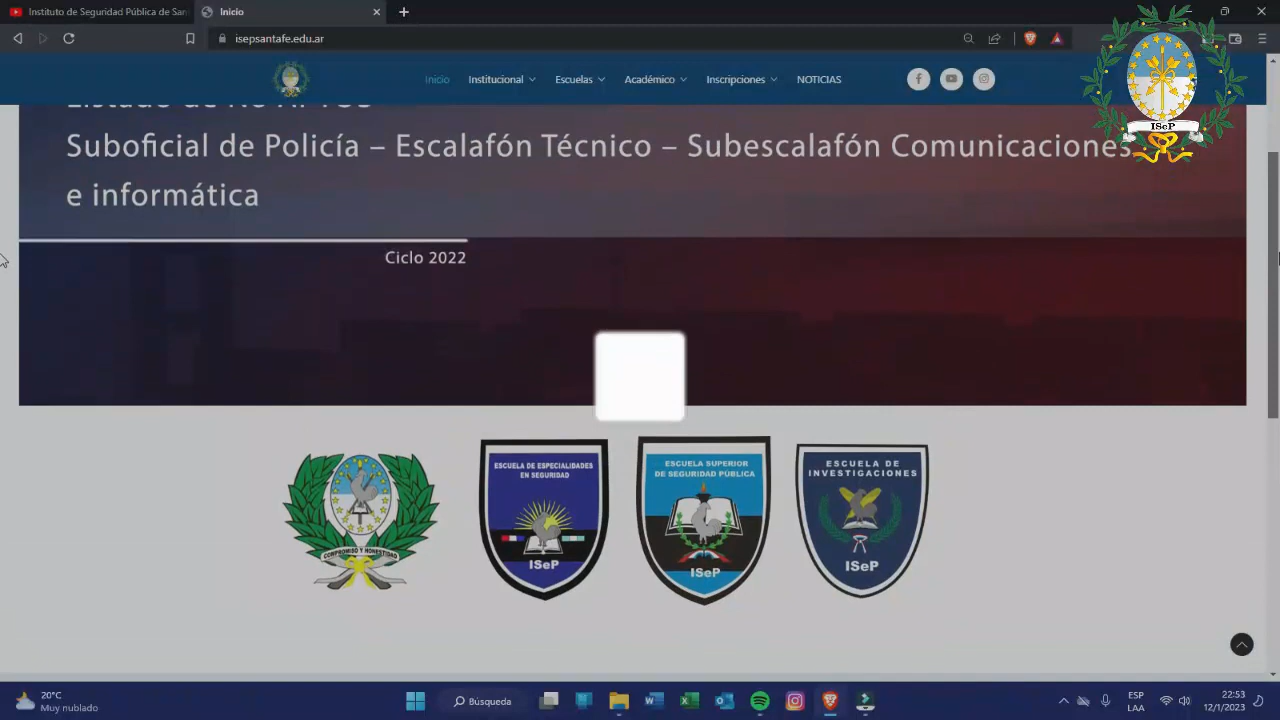 Instituto de Seguridad Pública de San
Inicio
isepsantafe.edu.ar
Inicio
Institucional
Escuelas
Académico
Inscripciones
NOTICIAS
ISeP
Suboficial de Policía – Escalafón Técnico – Subescalafón Comunicaciones
e informática
Ciclo 2022
COMPROMISO Y HONESTIDAD
ESCUELA DE ESPECIALIDADES
EN SEGURIDAD
ISeP
ESCUELA SUPERIOR
DE SEGURIDAD PÚBLICA
ISeP
ESCUELA DE
INVESTIGACIONES
ISeP
20°C
Muy nublado
Búsqueda
ESP
LAA
22:53
12/1/2023